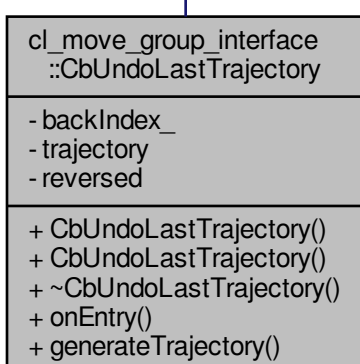 cl_move_group_interface
::CbUndoLastTrajectory
- backIndex_
- trajectory
- reversed
+ CbUndoLastTrajectory()
+ CbUndoLastTrajectory()
+ ~CbUndoLastTrajectory()
+ onEntry()
+ generateTrajectory()